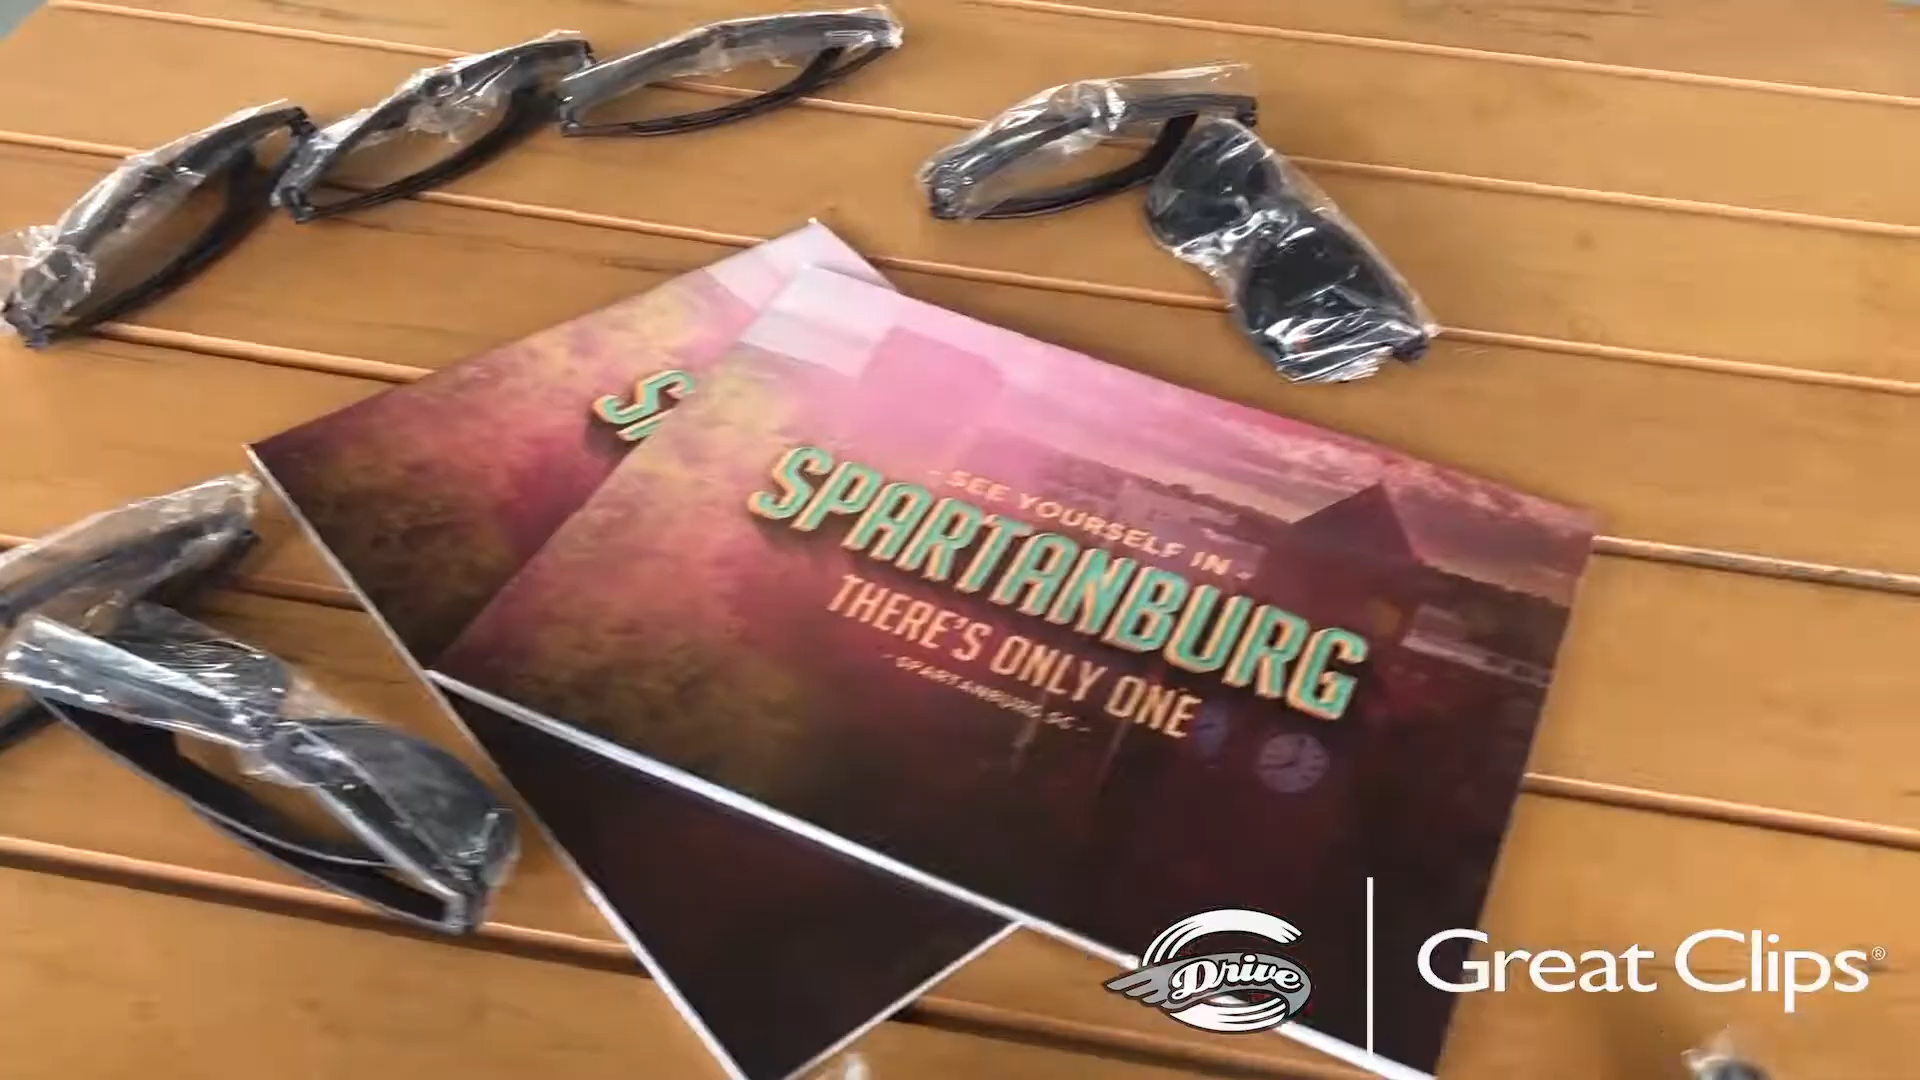 - SEE YOURSELF IN -
SPARTANBURG
THERE'S ONLY ONE
- SPARTANBURG, SC -
S
Drive
Great Clips®